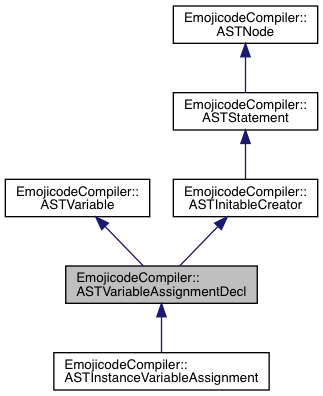 EmojicodeCompiler::
ASTNode
EmojicodeCompiler::
ASTStatement
EmojicodeCompiler::
ASTVariable
EmojicodeCompiler::
ASTInitableCreator
EmojicodeCompiler::
ASTVariableAssignmentDecl
EmojicodeCompiler::
ASTInstanceVariableAssignment